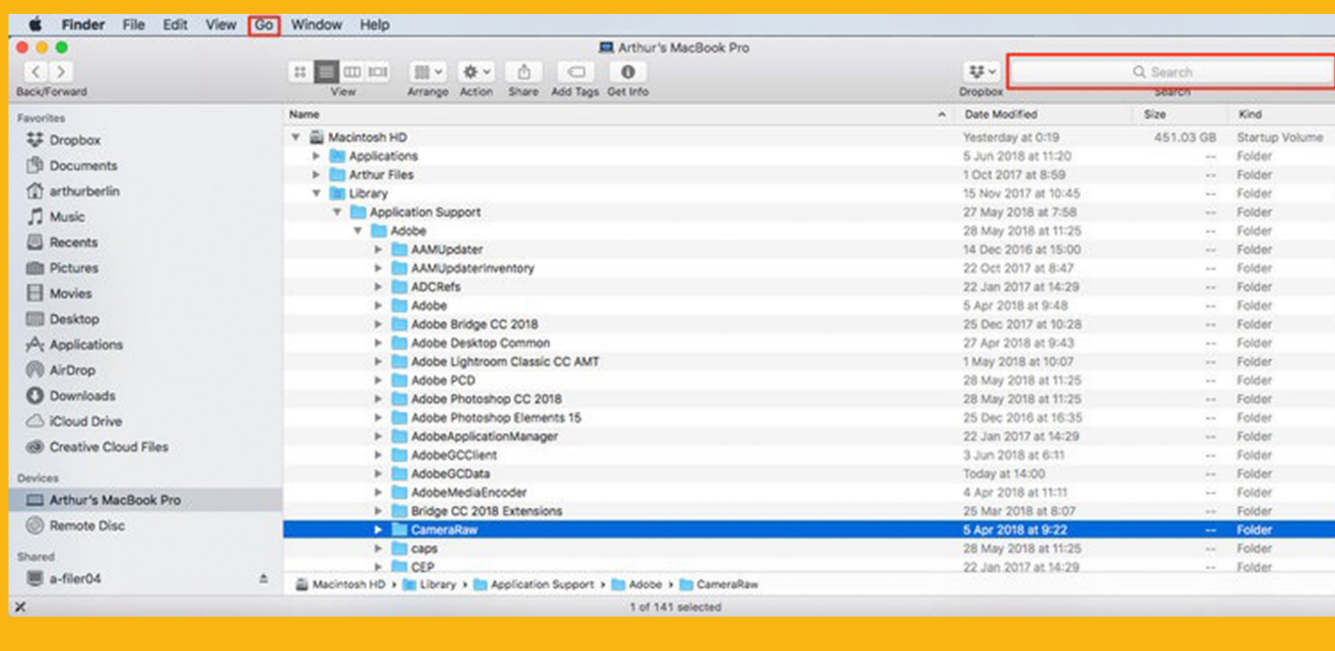 Finder File Edit View Go Window Help
Arthur's MacBook Pro
Search
Back/Forward View Arrange Action Share Add Tags Get Info Dropbox Search
Favorites
Dropbox
Documents
arthurberlin
Music
Recents
Pictures
Movies
Desktop
Applications
AirDrop
Downloads
iCloud Drive
Creative Cloud Files
Devices
Arthur's MacBook Pro
Remote Disc
Shared
a-filer04
Name Date Modified Size Kind
Macintosh HD Yesterday at 0:19 451.03 GB Startup Volume
Applications 5 Jun 2018 at 11:20 -- Folder
Arthur Files 1 Oct 2017 at 8:59 -- Folder
Library 15 Nov 2017 at 10:45 -- Folder
Application Support 27 May 2018 at 7:58 -- Folder
Adobe 28 May 2018 at 11:25 -- Folder
AAMUpdater 14 Dec 2016 at 15:00 -- Folder
AAMUpdaterInventory 22 Oct 2017 at 8:47 -- Folder
ADCRefs 22 Jan 2017 at 14:29 -- Folder
Adobe 5 Apr 2018 at 9:48 -- Folder
Adobe Bridge CC 2018 25 Dec 2017 at 10:28 -- Folder
Adobe Desktop Common 27 Apr 2018 at 9:43 -- Folder
Adobe Lightroom Classic CC AMT 1 May 2018 at 10:07 -- Folder
Adobe PCD 28 May 2018 at 11:25 -- Folder
Adobe Photoshop CC 2018 28 May 2018 at 11:25 -- Folder
Adobe Photoshop Elements 15 25 Dec 2016 at 16:35 -- Folder
AdobeApplicationManager 22 Jan 2017 at 14:29 -- Folder
AdobeGCClient 3 Jun 2018 at 6:11 -- Folder
AdobeGCData Today at 14:00 -- Folder
AdobeMediaEncoder 4 Apr 2018 at 11:11 -- Folder
Bridge CC 2018 Extensions 25 Mar 2018 at 8:07 -- Folder
CameraRaw 5 Apr 2018 at 9:22 -- Folder
caps 28 May 2018 at 11:25 -- Folder
CEP 22 Jan 2017 at 14:29 -- Folder
Macintosh HD Library Application Support Adobe CameraRaw
1 of 141 selected